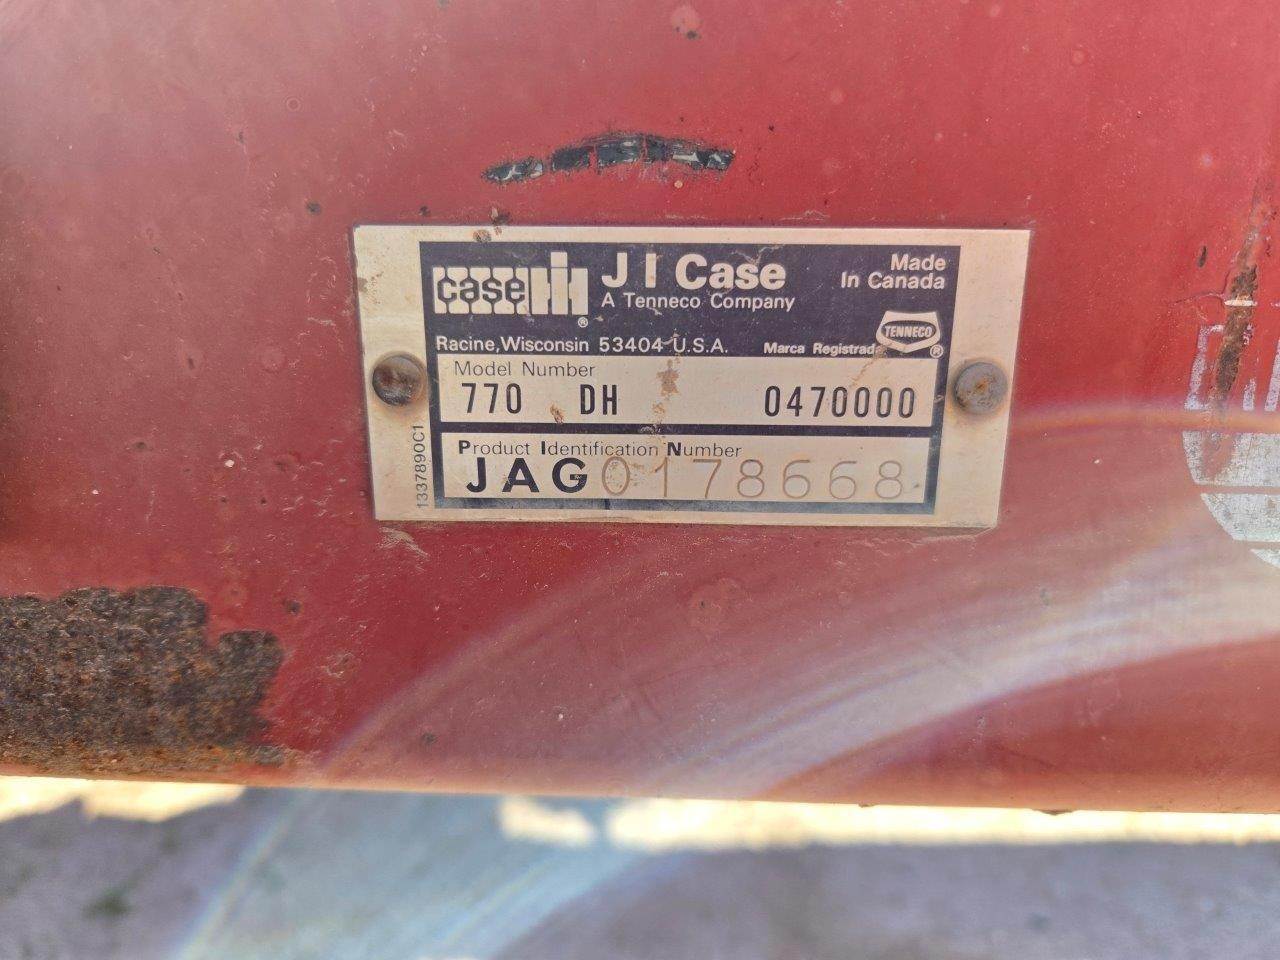 case IH ®
J I Case
A Tenneco Company
Made
In Canada
TENNECO
®
Racine, Wisconsin 53404 U.S.A.
Marca Registrada
Model Number
770 DH 0470000
Product Identification Number
JAG0178668
1337890C1